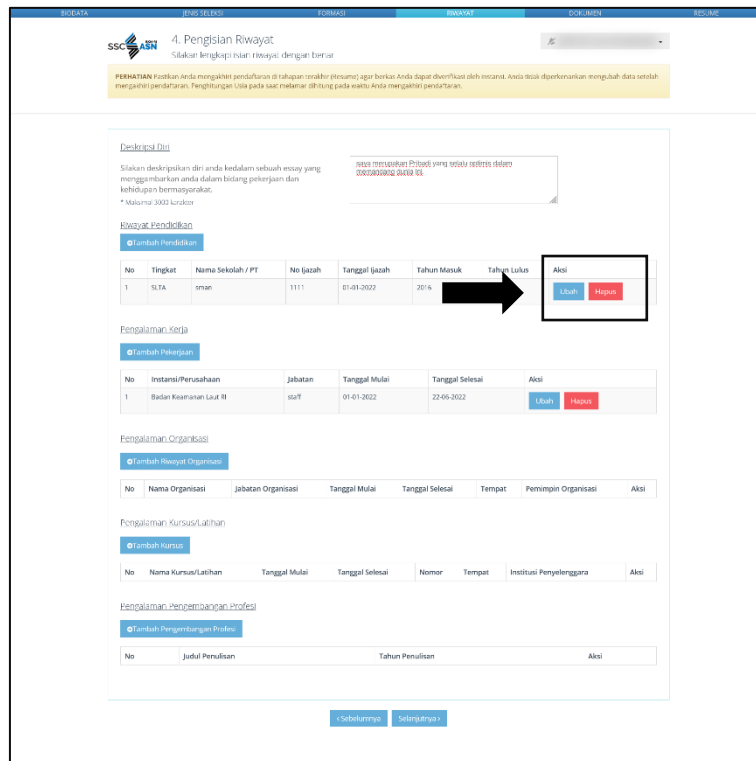 BIODATA JENIS SELEKSI FORMASI RIWAYAT DOKUMEN RESUME
SSC ASN
4. Pengisian Riwayat
Silakan lengkapi isian riwayat dengan benar
PERHATIAN Pastikan Anda mengakhiri pendaftaran di tahapan terakhir (Resume) agar berkas Anda dapat diverifikasi oleh instansi. Anda tidak diperkenankan mengubah data setelah
mengakhiri pendaftaran. Penghitungan Usia pada saat melamar dihitung pada waktu Anda mengakhiri pendaftaran.
Deskripsi Diri
Silakan deskripsikan diri anda kedalam sebuah essay yang
menggambarkan anda dalam bidang pekerjaan dan
kehidupan bermasyarakat.
* Maksimal 3000 karakter
saya merupakan Pribadi yang selalu optimis dalam
memandang dunia ini.
Riwayat Pendidikan
Tambah Pendidikan
No Tingkat Nama Sekolah / PT No Ijazah Tanggal Ijazah Tahun Masuk Tahun Lulus Aksi
1 SLTA sman 1111 01-01-2022 2016 Ubah Hapus
Pengalaman Kerja
Tambah Pekerjaan
No Instansi/Perusahaan Jabatan Tanggal Mulai Tanggal Selesai Aksi
1 Badan Keamanan Laut RI staff 01-01-2022 22-06-2022 Ubah Hapus
Pengalaman Organisasi
Tambah Riwayat Organisasi
No Nama Organisasi Jabatan Organisasi Tanggal Mulai Tanggal Selesai Tempat Pemimpin Organisasi Aksi
Pengalaman Kursus/Latihan
Tambah Kursus
No Nama Kursus/Latihan Tanggal Mulai Tanggal Selesai Nomor Tempat Institusi Penyelenggara Aksi
Pengalaman Pengembangan Profesi
Tambah Pengembangan Profesi
No Judul Penulisan Tahun Penulisan Aksi
‹ Sebelumnya Selanjutnya ›